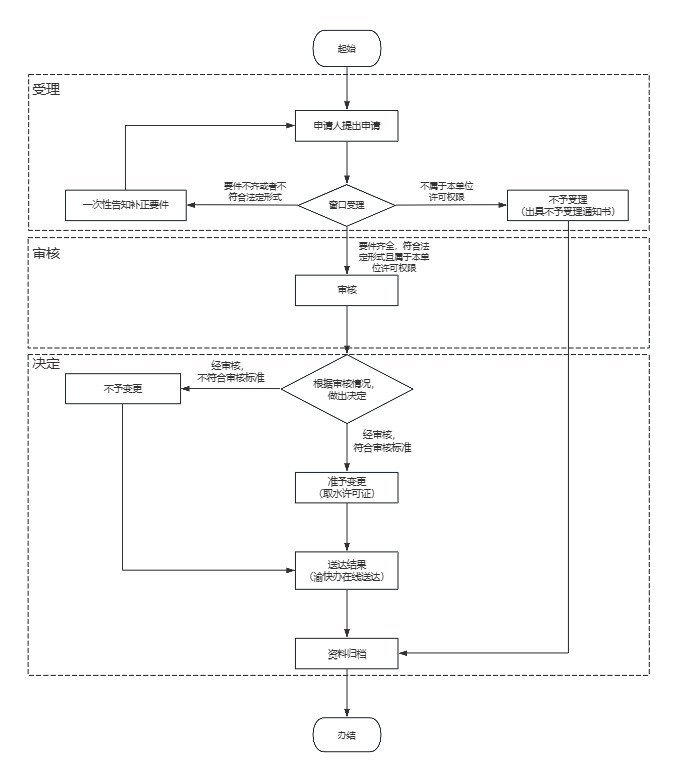 起始
受理
申请人提出申请
要件不齐或者不
符合法定形式
不属于本单位
许可权限
一次性告知补正要件
窗口受理
不予受理
（出具不予受理通知书）
审核
要件齐全，符合法
定形式且属于本单
位许可权限
审核
决定
经审核，
不符合审核标准
不予变更
根据审核情况，
做出决定
经审核，
符合审核标准
准予变更
（取水许可证）
送达结果
（渝快办在线送达）
资料归档
办结